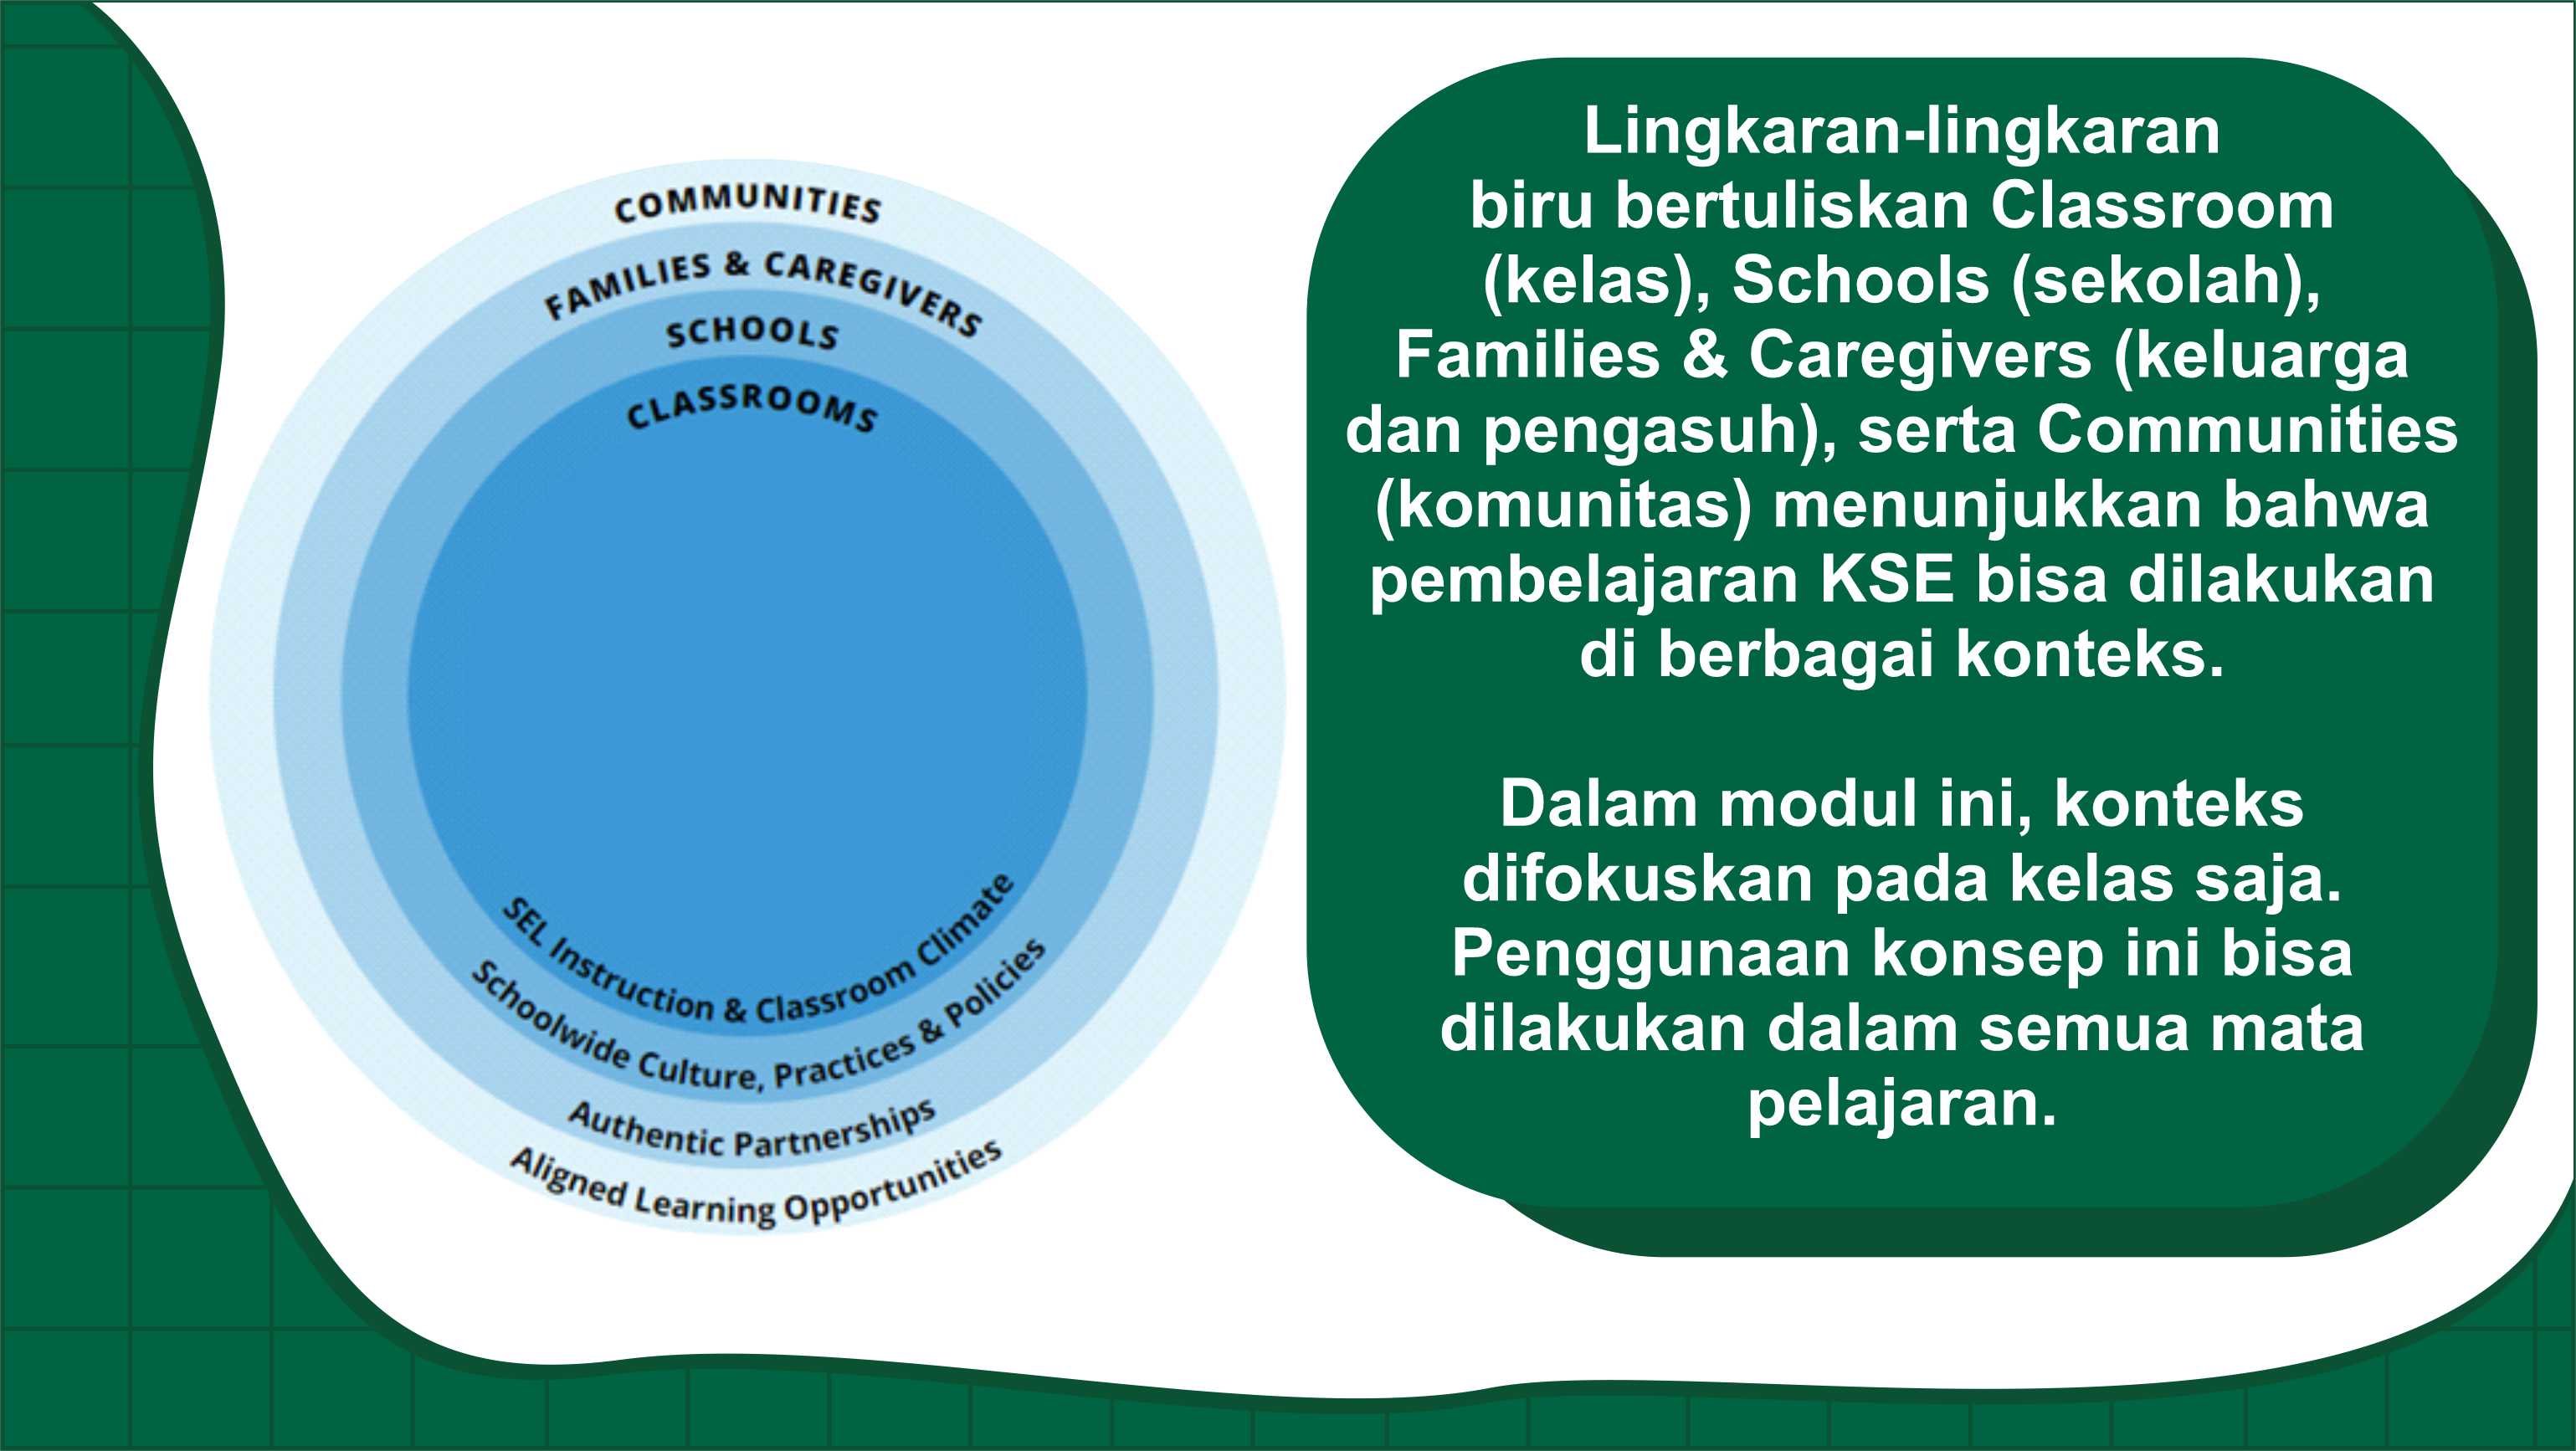 COMMUNITIES
FAMILIES & CAREGIVERS
SCHOOLS
CLASSROOMS
SEL Instruction & Classroom Climate
Schoolwide Culture, Practices & Policies
Authentic Partnerships
Aligned Learning Opportunities
Lingkaran-lingkaran
biru bertuliskan Classroom
(kelas), Schools (sekolah),
Families & Caregivers (keluarga
dan pengasuh), serta Communities
(komunitas) menunjukkan bahwa
pembelajaran KSE bisa dilakukan
di berbagai konteks.
Dalam modul ini, konteks
difokuskan pada kelas saja.
Penggunaan konsep ini bisa
dilakukan dalam semua mata
pelajaran.